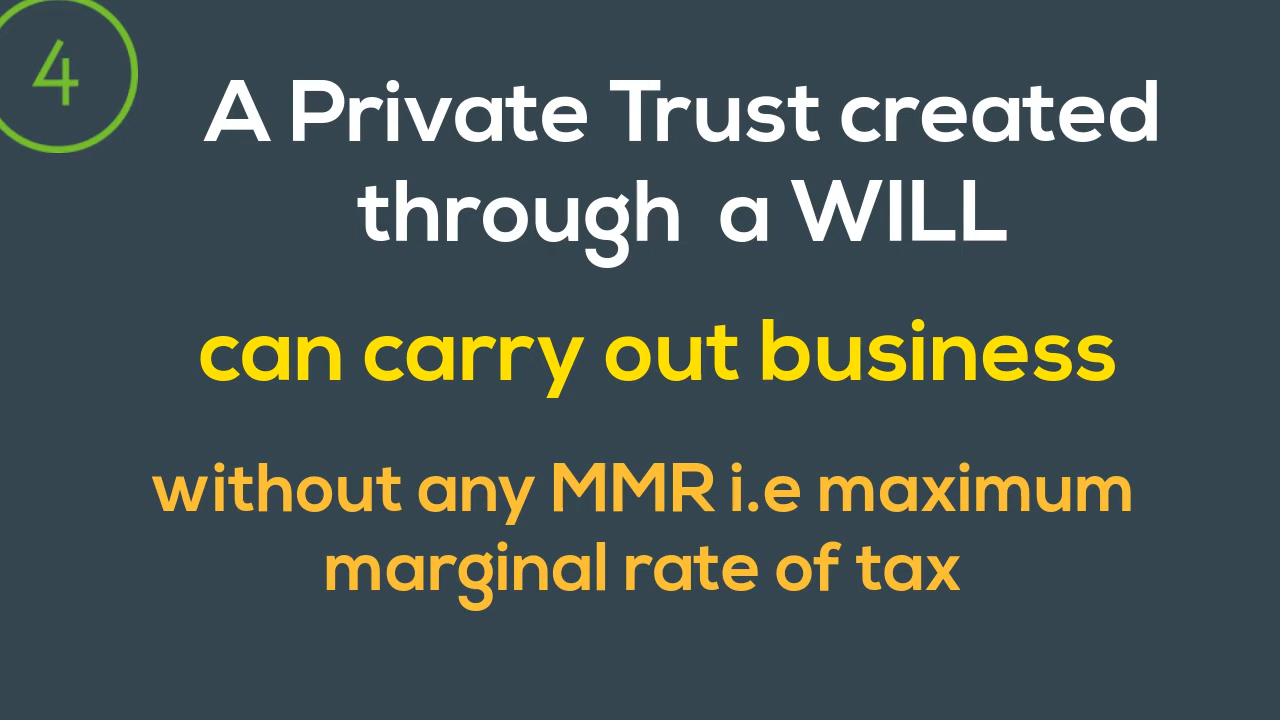 4
A Private Trust created
through a WILL
can carry out business
without any MMR i.e maximum
marginal rate of tax